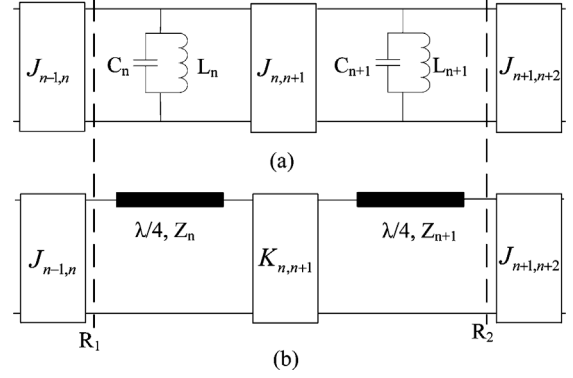 J_{n-1,n} C_n L_n J_{n,n+1} C_{n+1} L_{n+1} J_{n+1,n+2}
(a)
J_{n-1,n} λ/4, Z_n K_{n,n+1} λ/4, Z_{n+1} J_{n+1,n+2}
R_1 R_2
(b)